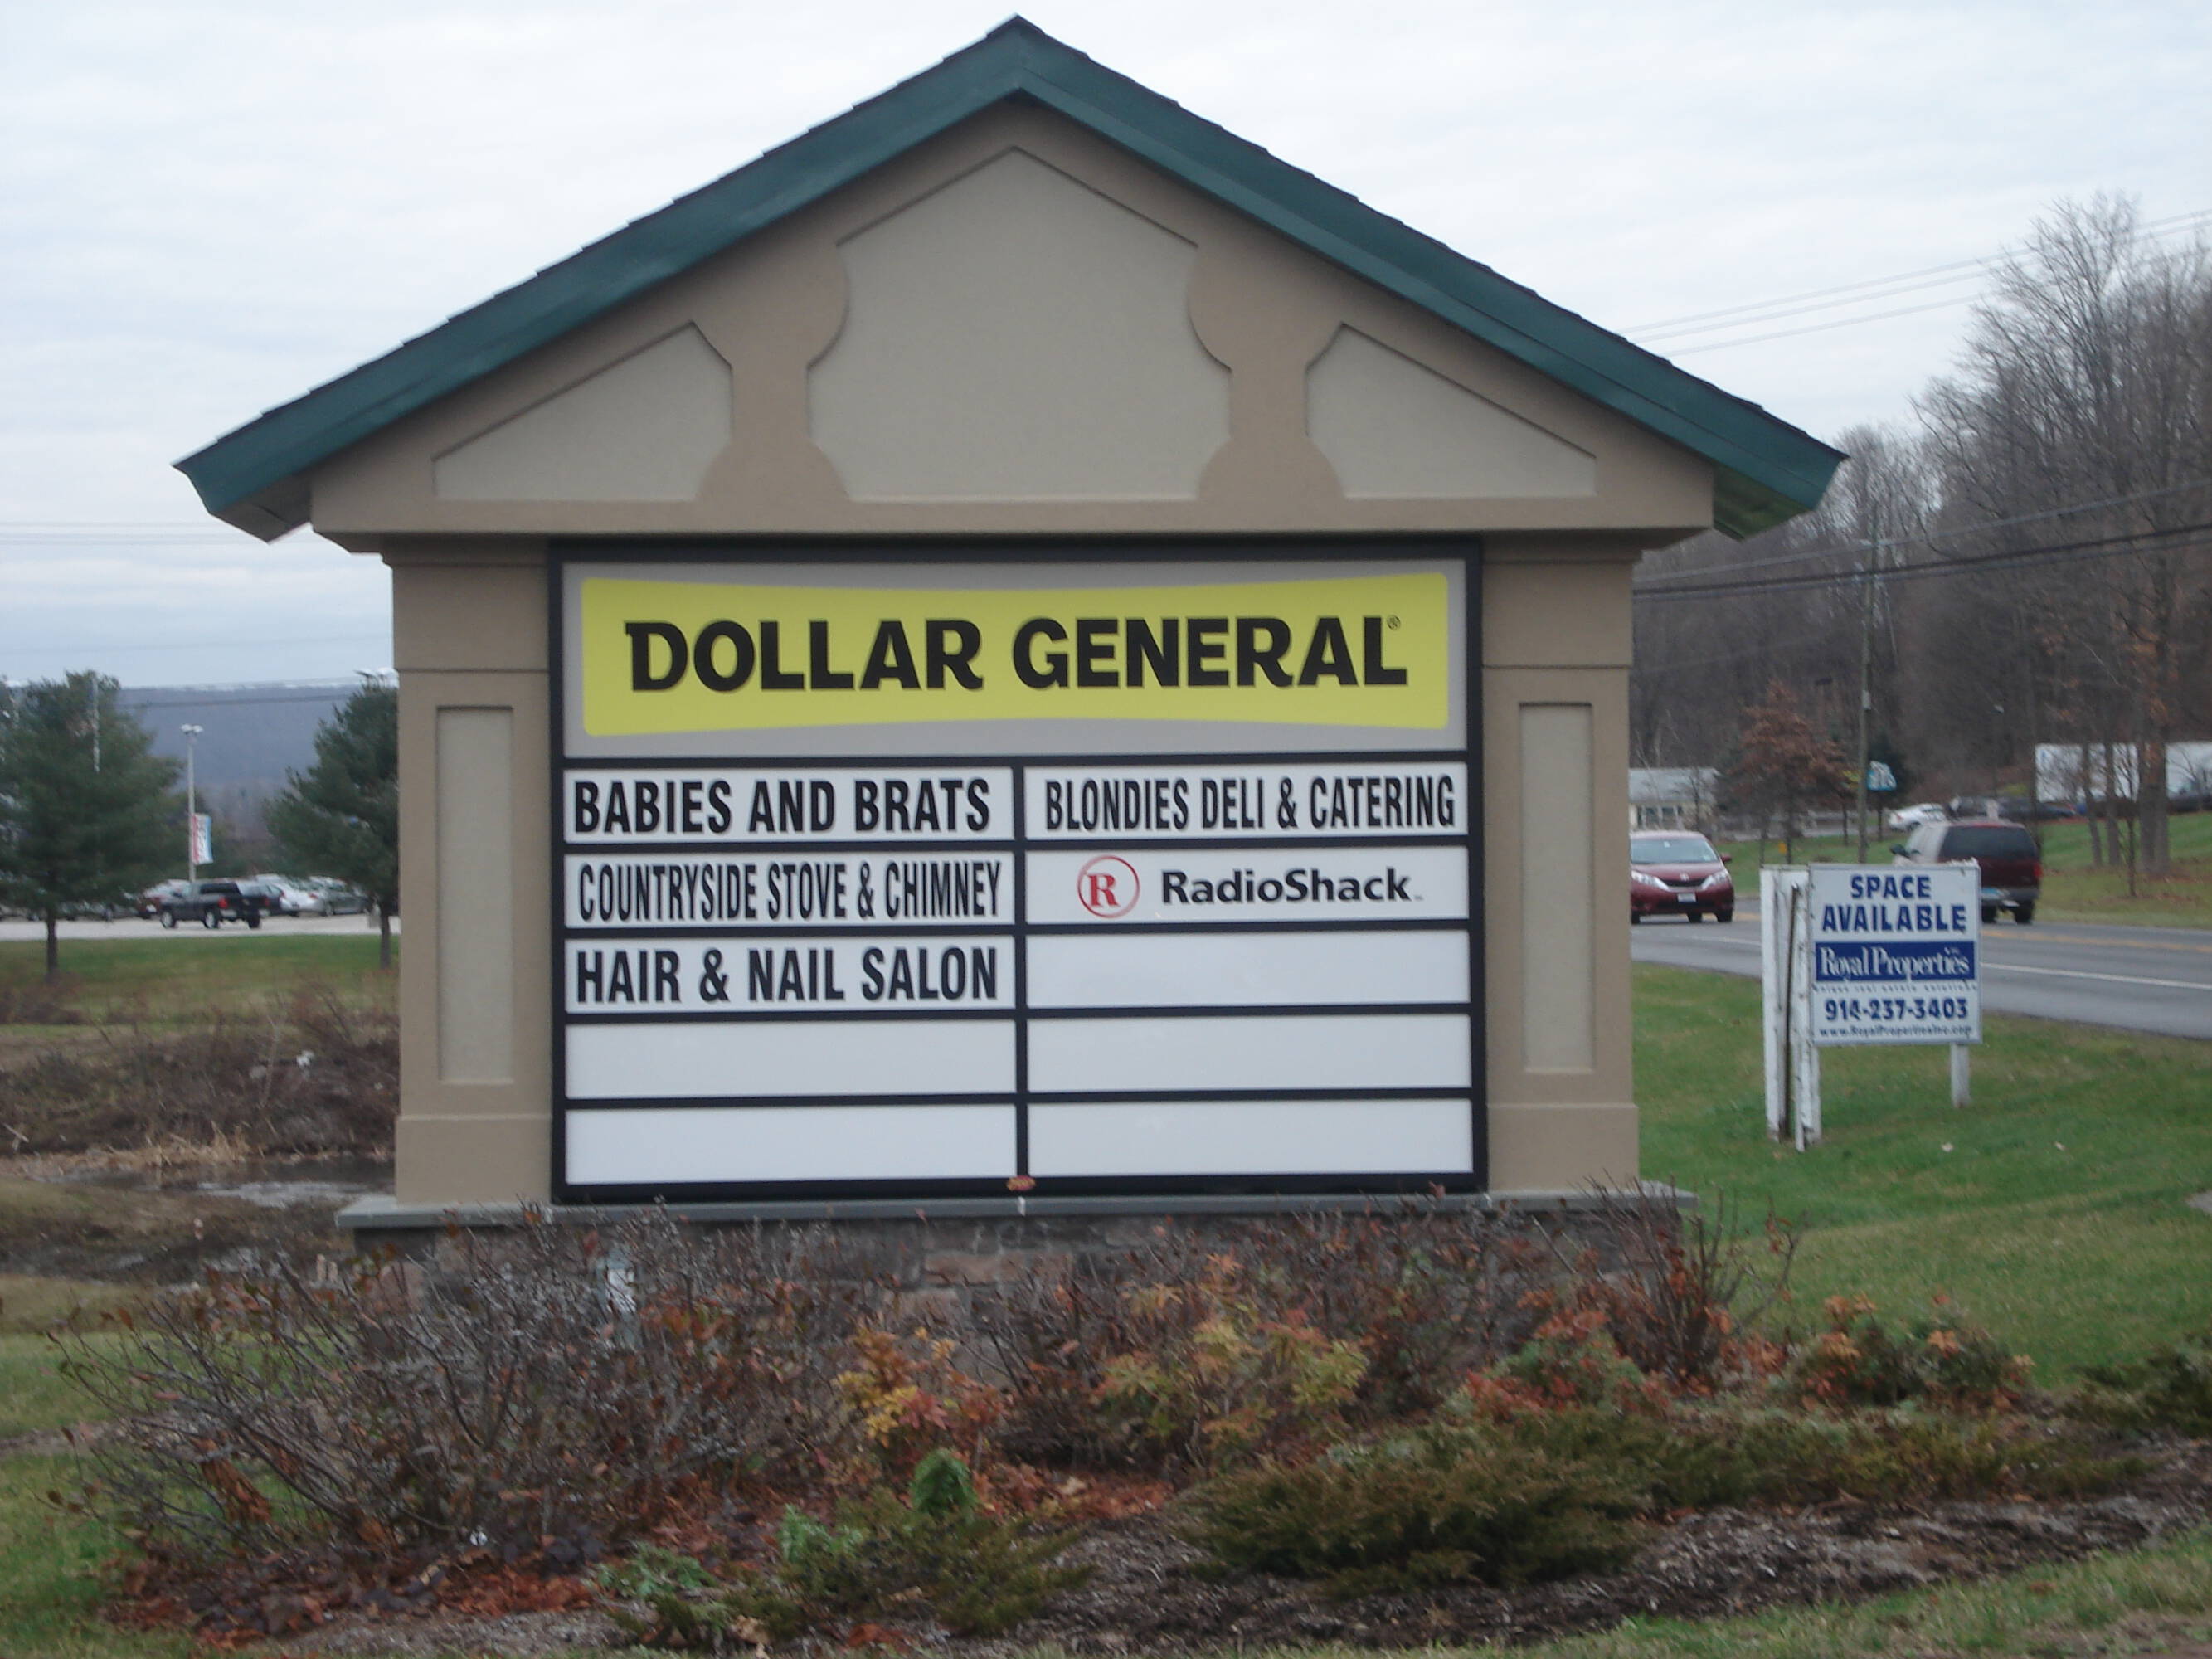 DOLLAR GENERAL®
BABIES AND BRATS
BLONDIES DELI & CATERING
COUNTRYSIDE STOVE & CHIMNEY
R RadioShack
HAIR & NAIL SALON
SPACE
AVAILABLE
Royal Properties
914-237-3403